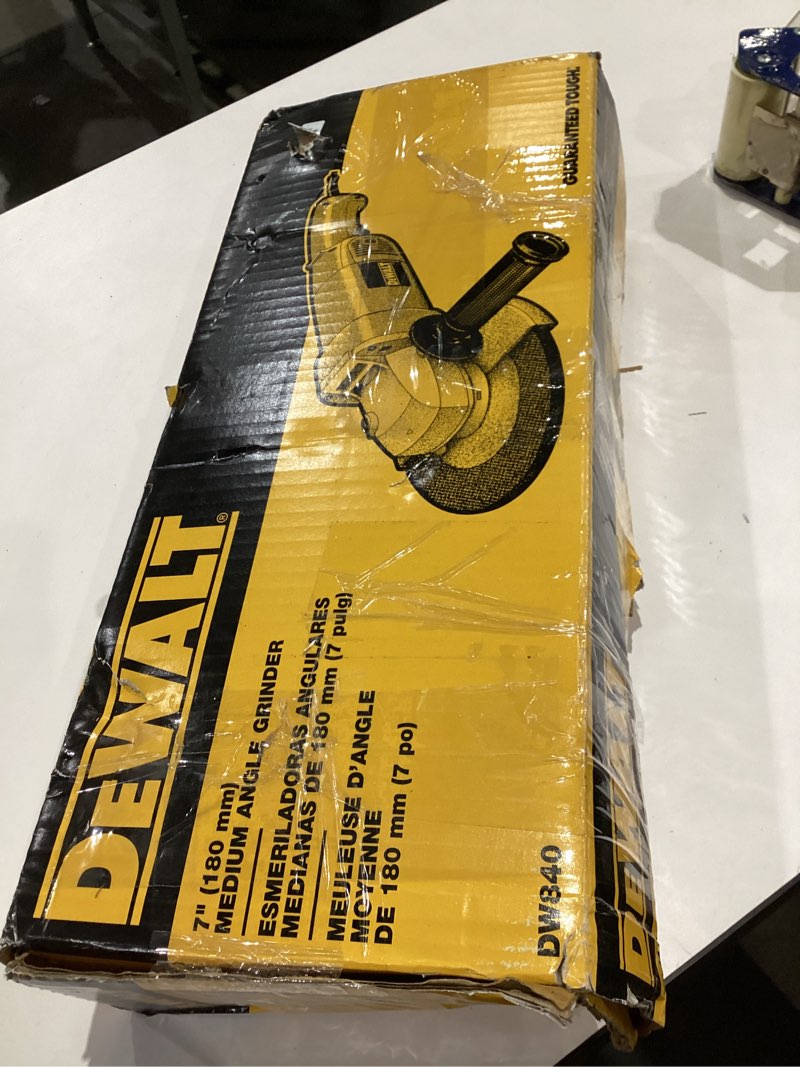 DEWALT®
7" (180 mm)
MEDIUM ANGLE GRINDER
ESMERILADORAS ANGULARES
MEDIANAS DE 180 mm (7 pulg)
MEULEUSE D'ANGLE
MOYENNE
DE 180 mm (7 po)
DW840
GUARANTEED TOUGH.
DEWALT
DEWALT